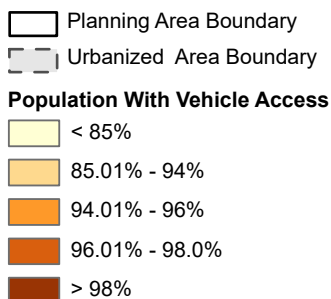 Planning Area Boundary
Urbanized Area Boundary
Population With Vehicle Access
< 85%
85.01% - 94%
94.01% - 96%
96.01% - 98.0%
> 98%